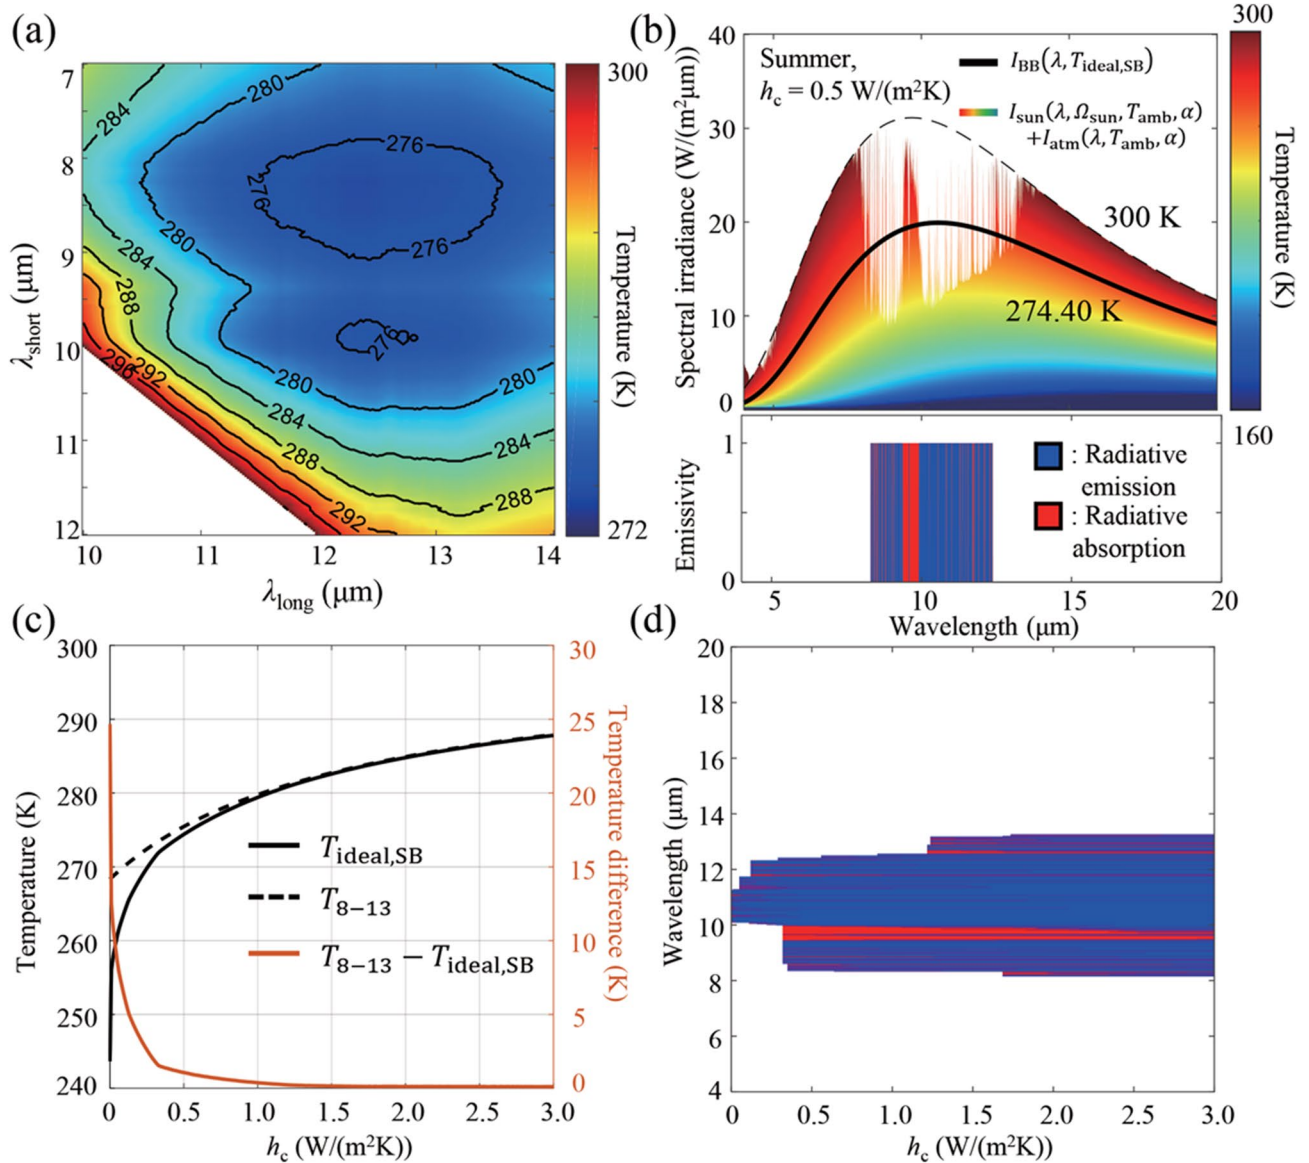 (a)
7
8
9
10
11
12
λshort (μm)
10
11
12
13
14
λlong (μm)
284
280
276
276
276
280
284
288
276
280
280
296
292
284
284
288
288
292
300
272
Temperature (K)
(b)
40
30
20
10
0
Spectral irradiance (W/(m²μm))
Summer,
hc = 0.5 W/(m²K)
IBB(λ,Tideal,SB)
Isun(λ,Ωsun,Tamb,α)
+Iatm(λ,Tamb,α)
300 K
274.40 K
300
160
Temperature (K)
1
0
Emissivity
: Radiative
emission
: Radiative
absorption
5
10
15
20
Wavelength (μm)
(c)
300
290
280
270
260
250
240
Temperature (K)
30
25
20
15
10
5
0
Temperature difference (K)
Tideal,SB
T8−13
T8−13 − Tideal,SB
0
0.5
1.0
1.5
2.0
2.5
3.0
hc (W/(m²K))
(d)
20
18
16
14
12
10
8
6
4
Wavelength (μm)
0
0.5
1.0
1.5
2.0
2.5
3.0
hc (W/(m²K))